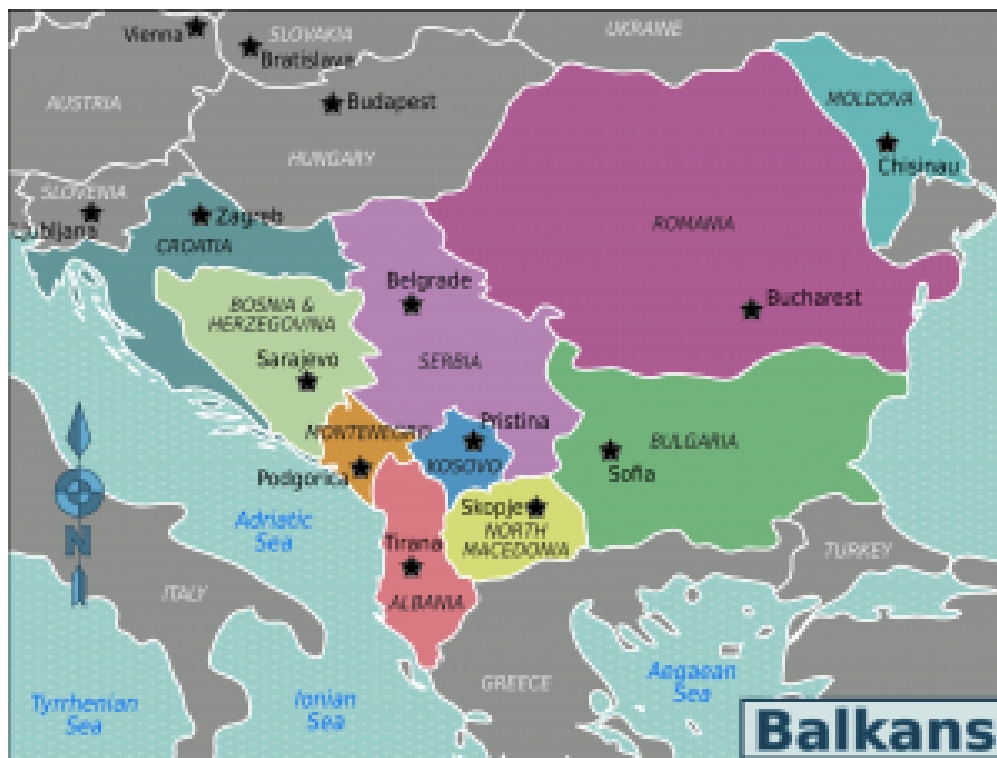 UKRAINE
SLOVAKIA
Vienna
Bratislava
AUSTRIA
Budapest
MOLDOVA
HUNGARY
Chisinau
SLOVENIA
Zagreb
Ljubljana
CROATIA
ROMANIA
Belgrade
Bucharest
BOSNIA &
HERZEGOVINA
Sarajevo
SERBIA
Pristina
MONTENEGRO
BULGARIA
KOSOVO
Podgorica
Sofia
Skopje
Adriatic
Sea
NORTH
MACEDONIA
N
Tirana
TURKEY
ITALY
ALBANIA
GREECE
Aegaean
Sea
Tyrrhenian
Sea
Ionian
Sea
Balkans